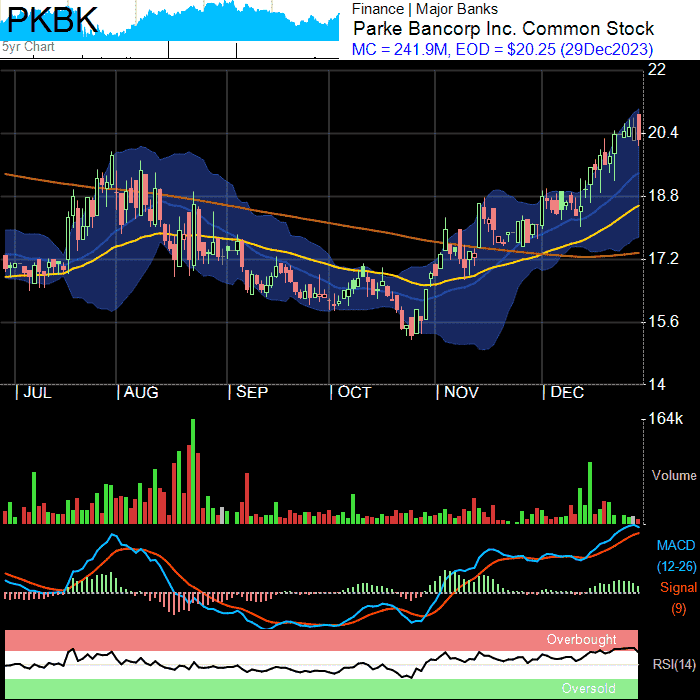 PKBK
5yr Chart
Finance | Major Banks
Parke Bancorp Inc. Common Stock
MC = 241.9M, EOD = $20.25 (29Dec2023)
22
20.4
18.8
17.2
15.6
14
| JUL | AUG | SEP | OCT | NOV | DEC
164k
Volume
MACD
(12-26)
Signal
(9)
Overbought
RSI(14)
Oversold